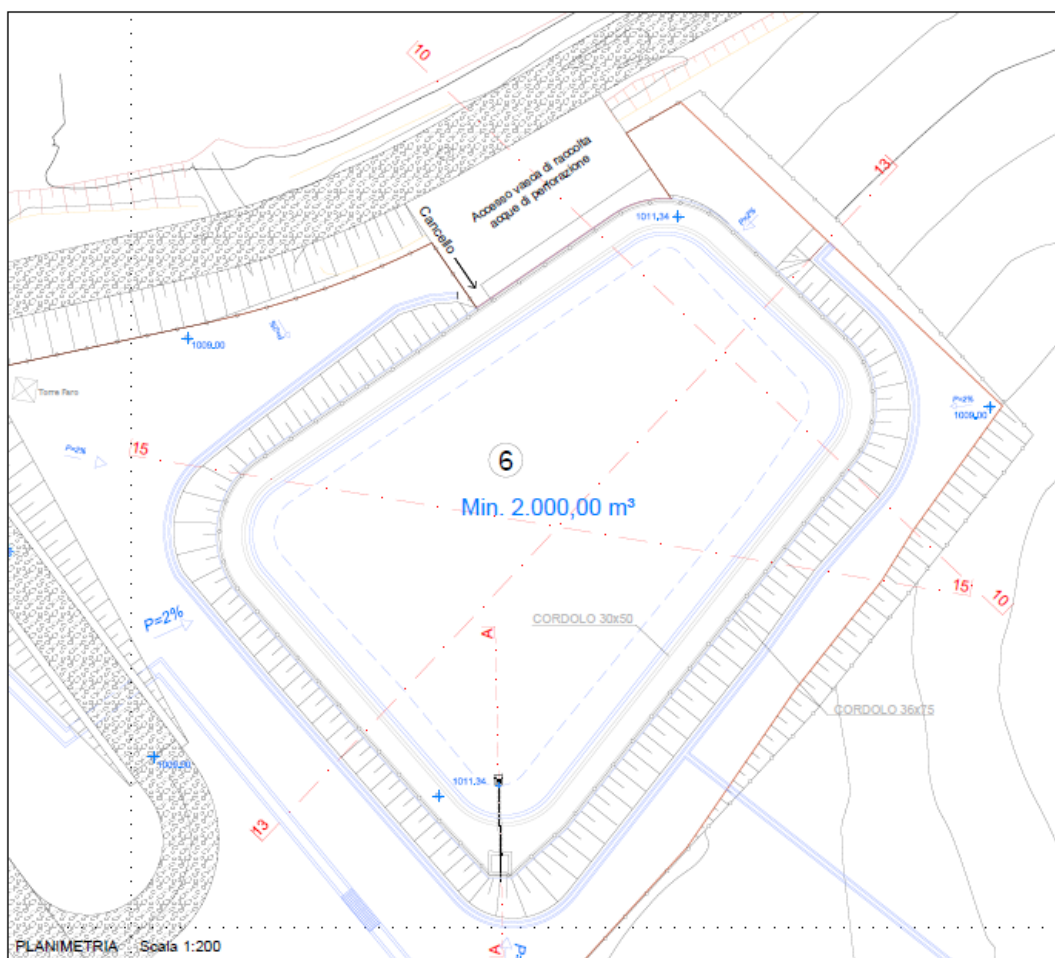 10
13
Accesso vasca di raccolta
acque di perforazione
Cancello
1011.34
P=2%
1009.00
P=2%
Torre Faro
P=2%
1009.00
15
6
Min. 2.000,00 m³
P=2%
15
10
CORDOLO 30x50
A
CORDOLO 36x75
1009.00
1011.34
13
A
PLANIMETRIA Scala 1:200